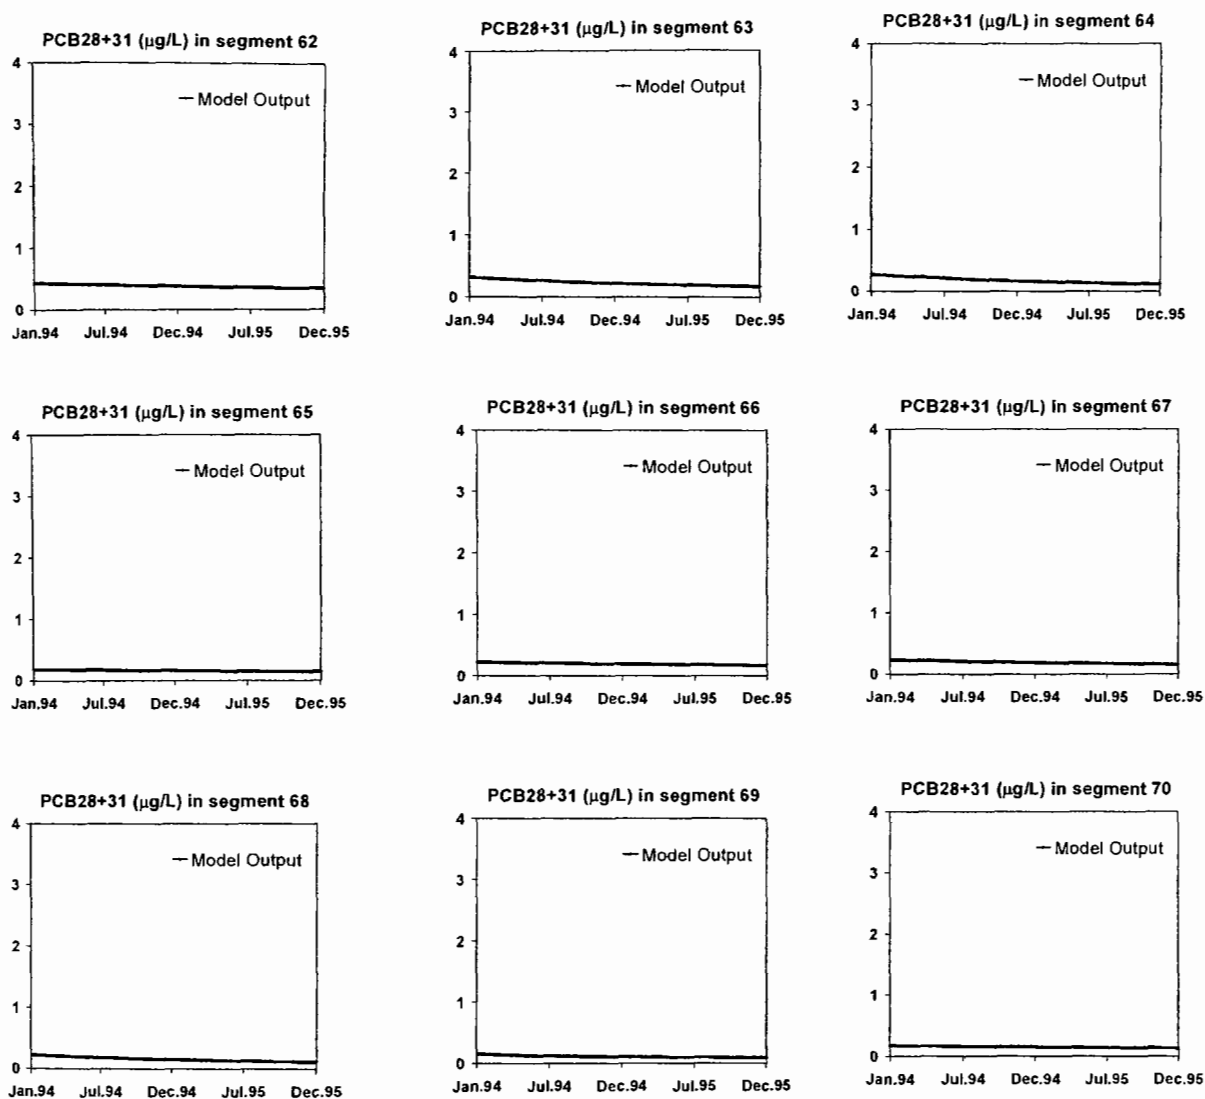 PCB28+31 (µg/L) in segment 62
4
3
2
1
0
Model Output
Jan.94 Jul.94 Dec.94 Jul.95 Dec.95
PCB28+31 (µg/L) in segment 63
4
3
2
1
0
Model Output
Jan.94 Jul.94 Dec.94 Jul.95 Dec.95
PCB28+31 (µg/L) in segment 64
4
3
2
1
0
Model Output
Jan.94 Jul.94 Dec.94 Jul.95 Dec.95
PCB28+31 (µg/L) in segment 65
4
3
2
1
0
Model Output
Jan.94 Jul.94 Dec.94 Jul.95 Dec.95
PCB28+31 (µg/L) in segment 66
4
3
2
1
0
Model Output
Jan.94 Jul.94 Dec.94 Jul.95 Dec.95
PCB28+31 (µg/L) in segment 67
4
3
2
1
0
Model Output
Jan.94 Jul.94 Dec.94 Jul.95 Dec.95
PCB28+31 (µg/L) in segment 68
4
3
2
1
0
Model Output
Jan.94 Jul.94 Dec.94 Jul.95 Dec.95
PCB28+31 (µg/L) in segment 69
4
3
2
1
0
Model Output
Jan.94 Jul.94 Dec.94 Jul.95 Dec.95
PCB28+31 (µg/L) in segment 70
4
3
2
1
0
Model Output
Jan.94 Jul.94 Dec.94 Jul.95 Dec.95